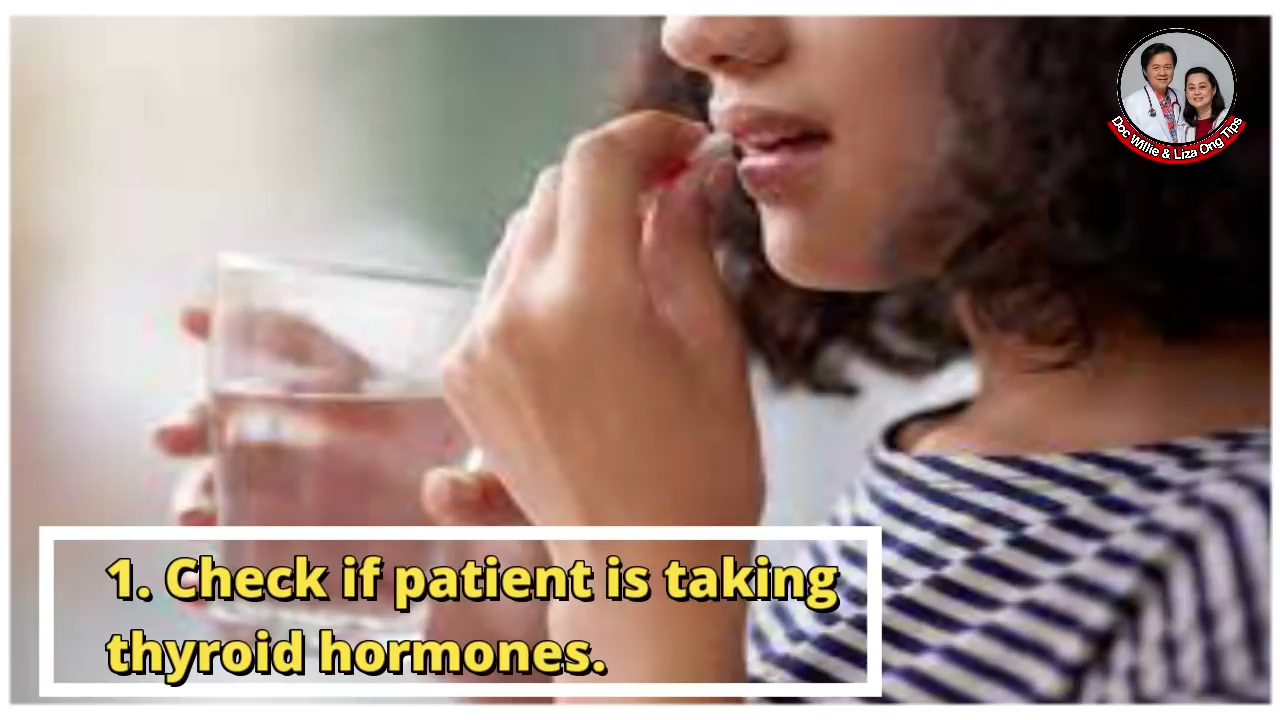 Doc Willie & Liza Ong Tips
1. Check if patient is taking
thyroid hormones.